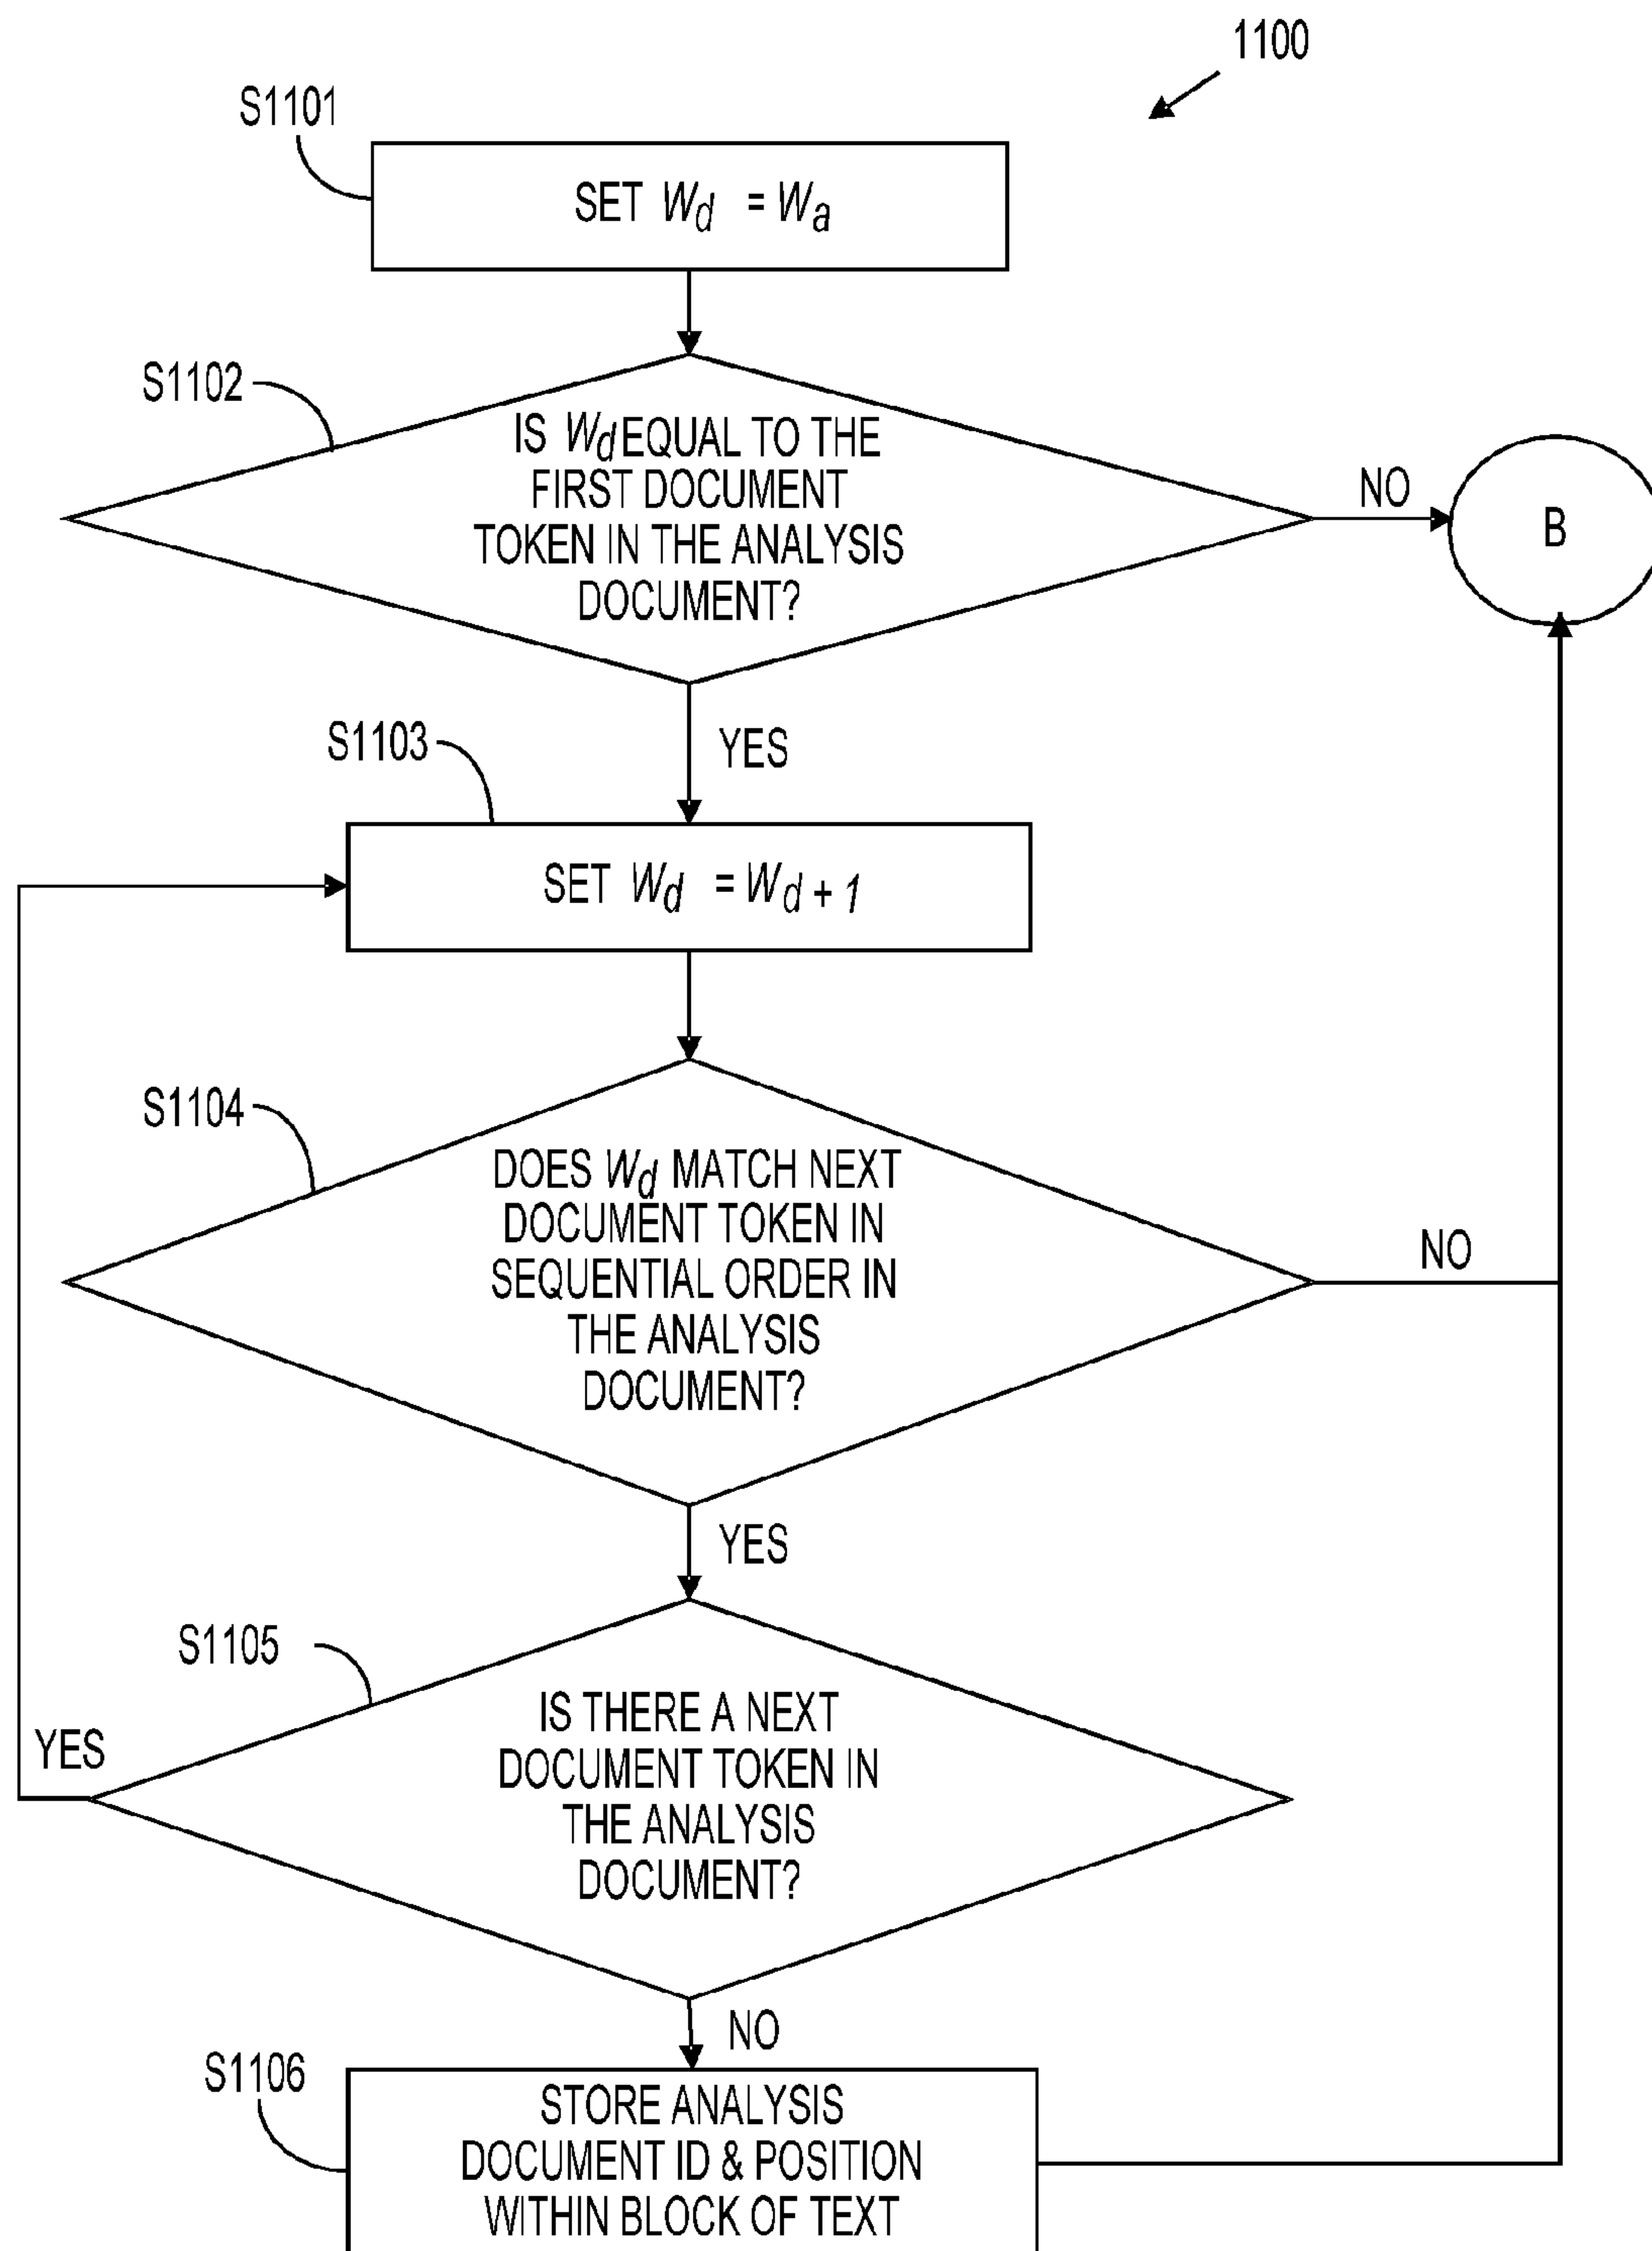 1100
S1101
SET Wd = Wa
S1102
IS Wd EQUAL TO THE
FIRST DOCUMENT
TOKEN IN THE ANALYSIS
DOCUMENT?
NO
B
YES
S1103
SET Wd = Wd + 1
S1104
DOES Wd MATCH NEXT
DOCUMENT TOKEN IN
SEQUENTIAL ORDER IN
THE ANALYSIS
DOCUMENT?
NO
YES
S1105
IS THERE A NEXT
DOCUMENT TOKEN IN
THE ANALYSIS
DOCUMENT?
YES
NO
S1106
STORE ANALYSIS
DOCUMENT ID & POSITION
WITHIN BLOCK OF TEXT